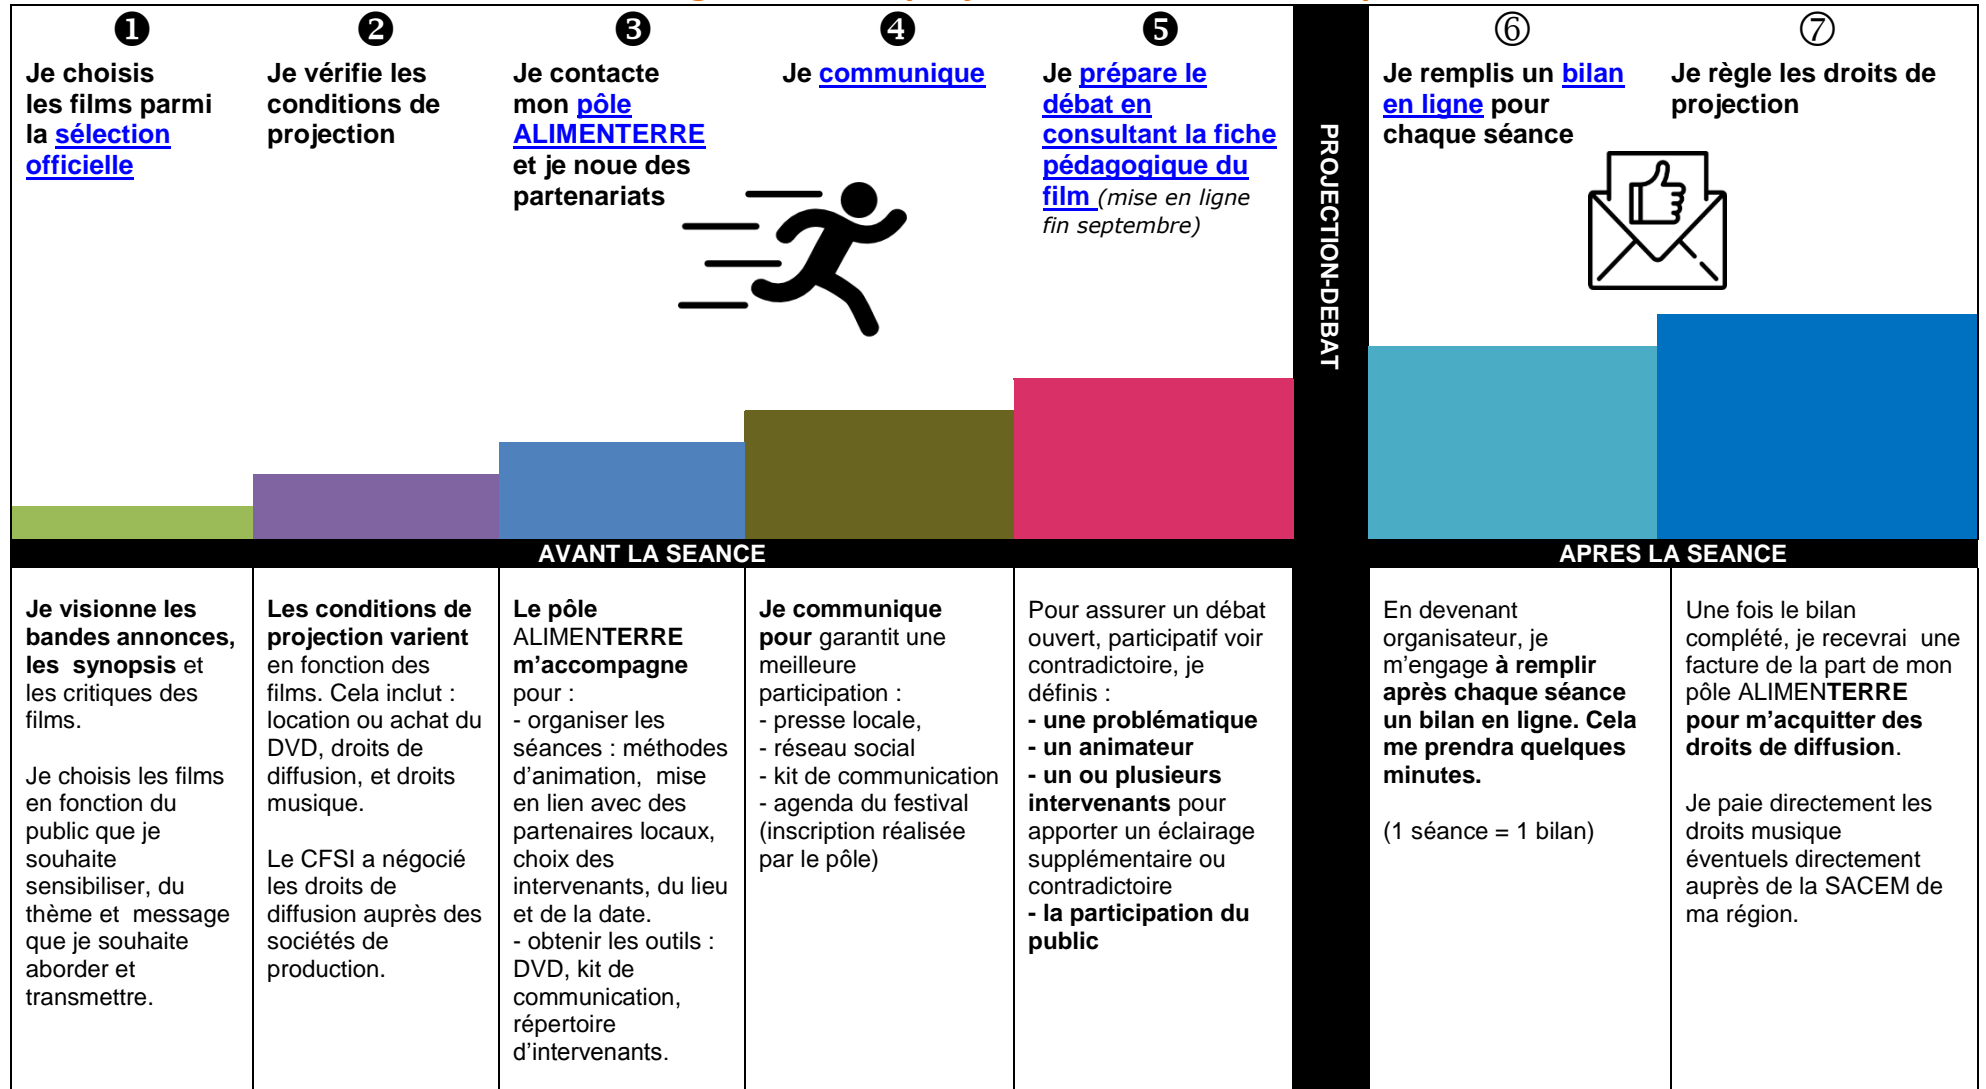 ❶
Je choisis
les films parmi
la sélection
officielle
❷
Je vérifie les
conditions de
projection
❸
Je contacte
mon pôle
ALIMENTERRE
et je noue des
partenariats
❹
Je communique
❺
Je prépare le
débat en
consultant la fiche
pédagogique du
film (mise en ligne
fin septembre)
PROJECTION-DEBAT
⑥
Je remplis un bilan
en ligne pour
chaque séance
⑦
Je règle les droits de
projection
AVANT LA SEANCE
APRES LA SEANCE
Je visionne les
bandes annonces,
les synopsis et
les critiques des
films.
Je choisis les films
en fonction du
public que je
souhaite
sensibiliser, du
thème et message
que je souhaite
aborder et
transmettre.
Les conditions de
projection varient
en fonction des
films. Cela inclut :
location ou achat du
DVD, droits de
diffusion, et droits
musique.
Le CFSI a négocié
les droits de
diffusion auprès des
sociétés de
production.
Le pôle
ALIMENTERRE
m’accompagne
pour :
- organiser les
séances : méthodes
d’animation, mise
en lien avec des
partenaires locaux,
choix des
intervenants, du lieu
et de la date.
- obtenir les outils :
DVD, kit de
communication,
répertoire
d’intervenants.
Je communique
pour garantit une
meilleure
participation :
- presse locale,
- réseau social
- kit de communication
- agenda du festival
(inscription réalisée
par le pôle)
Pour assurer un débat
ouvert, participatif voir
contradictoire, je
définis :
- une problématique
- un animateur
- un ou plusieurs
intervenants pour
apporter un éclairage
supplémentaire ou
contradictoire
- la participation du
public
En devenant
organisateur, je
m’engage à remplir
après chaque séance
un bilan en ligne. Cela
me prendra quelques
minutes.
(1 séance = 1 bilan)
Une fois le bilan
complété, je recevrai une
facture de la part de mon
pôle ALIMENTERRE
pour m’acquitter des
droits de diffusion.
Je paie directement les
droits musique
éventuels directement
auprès de la SACEM de
ma région.